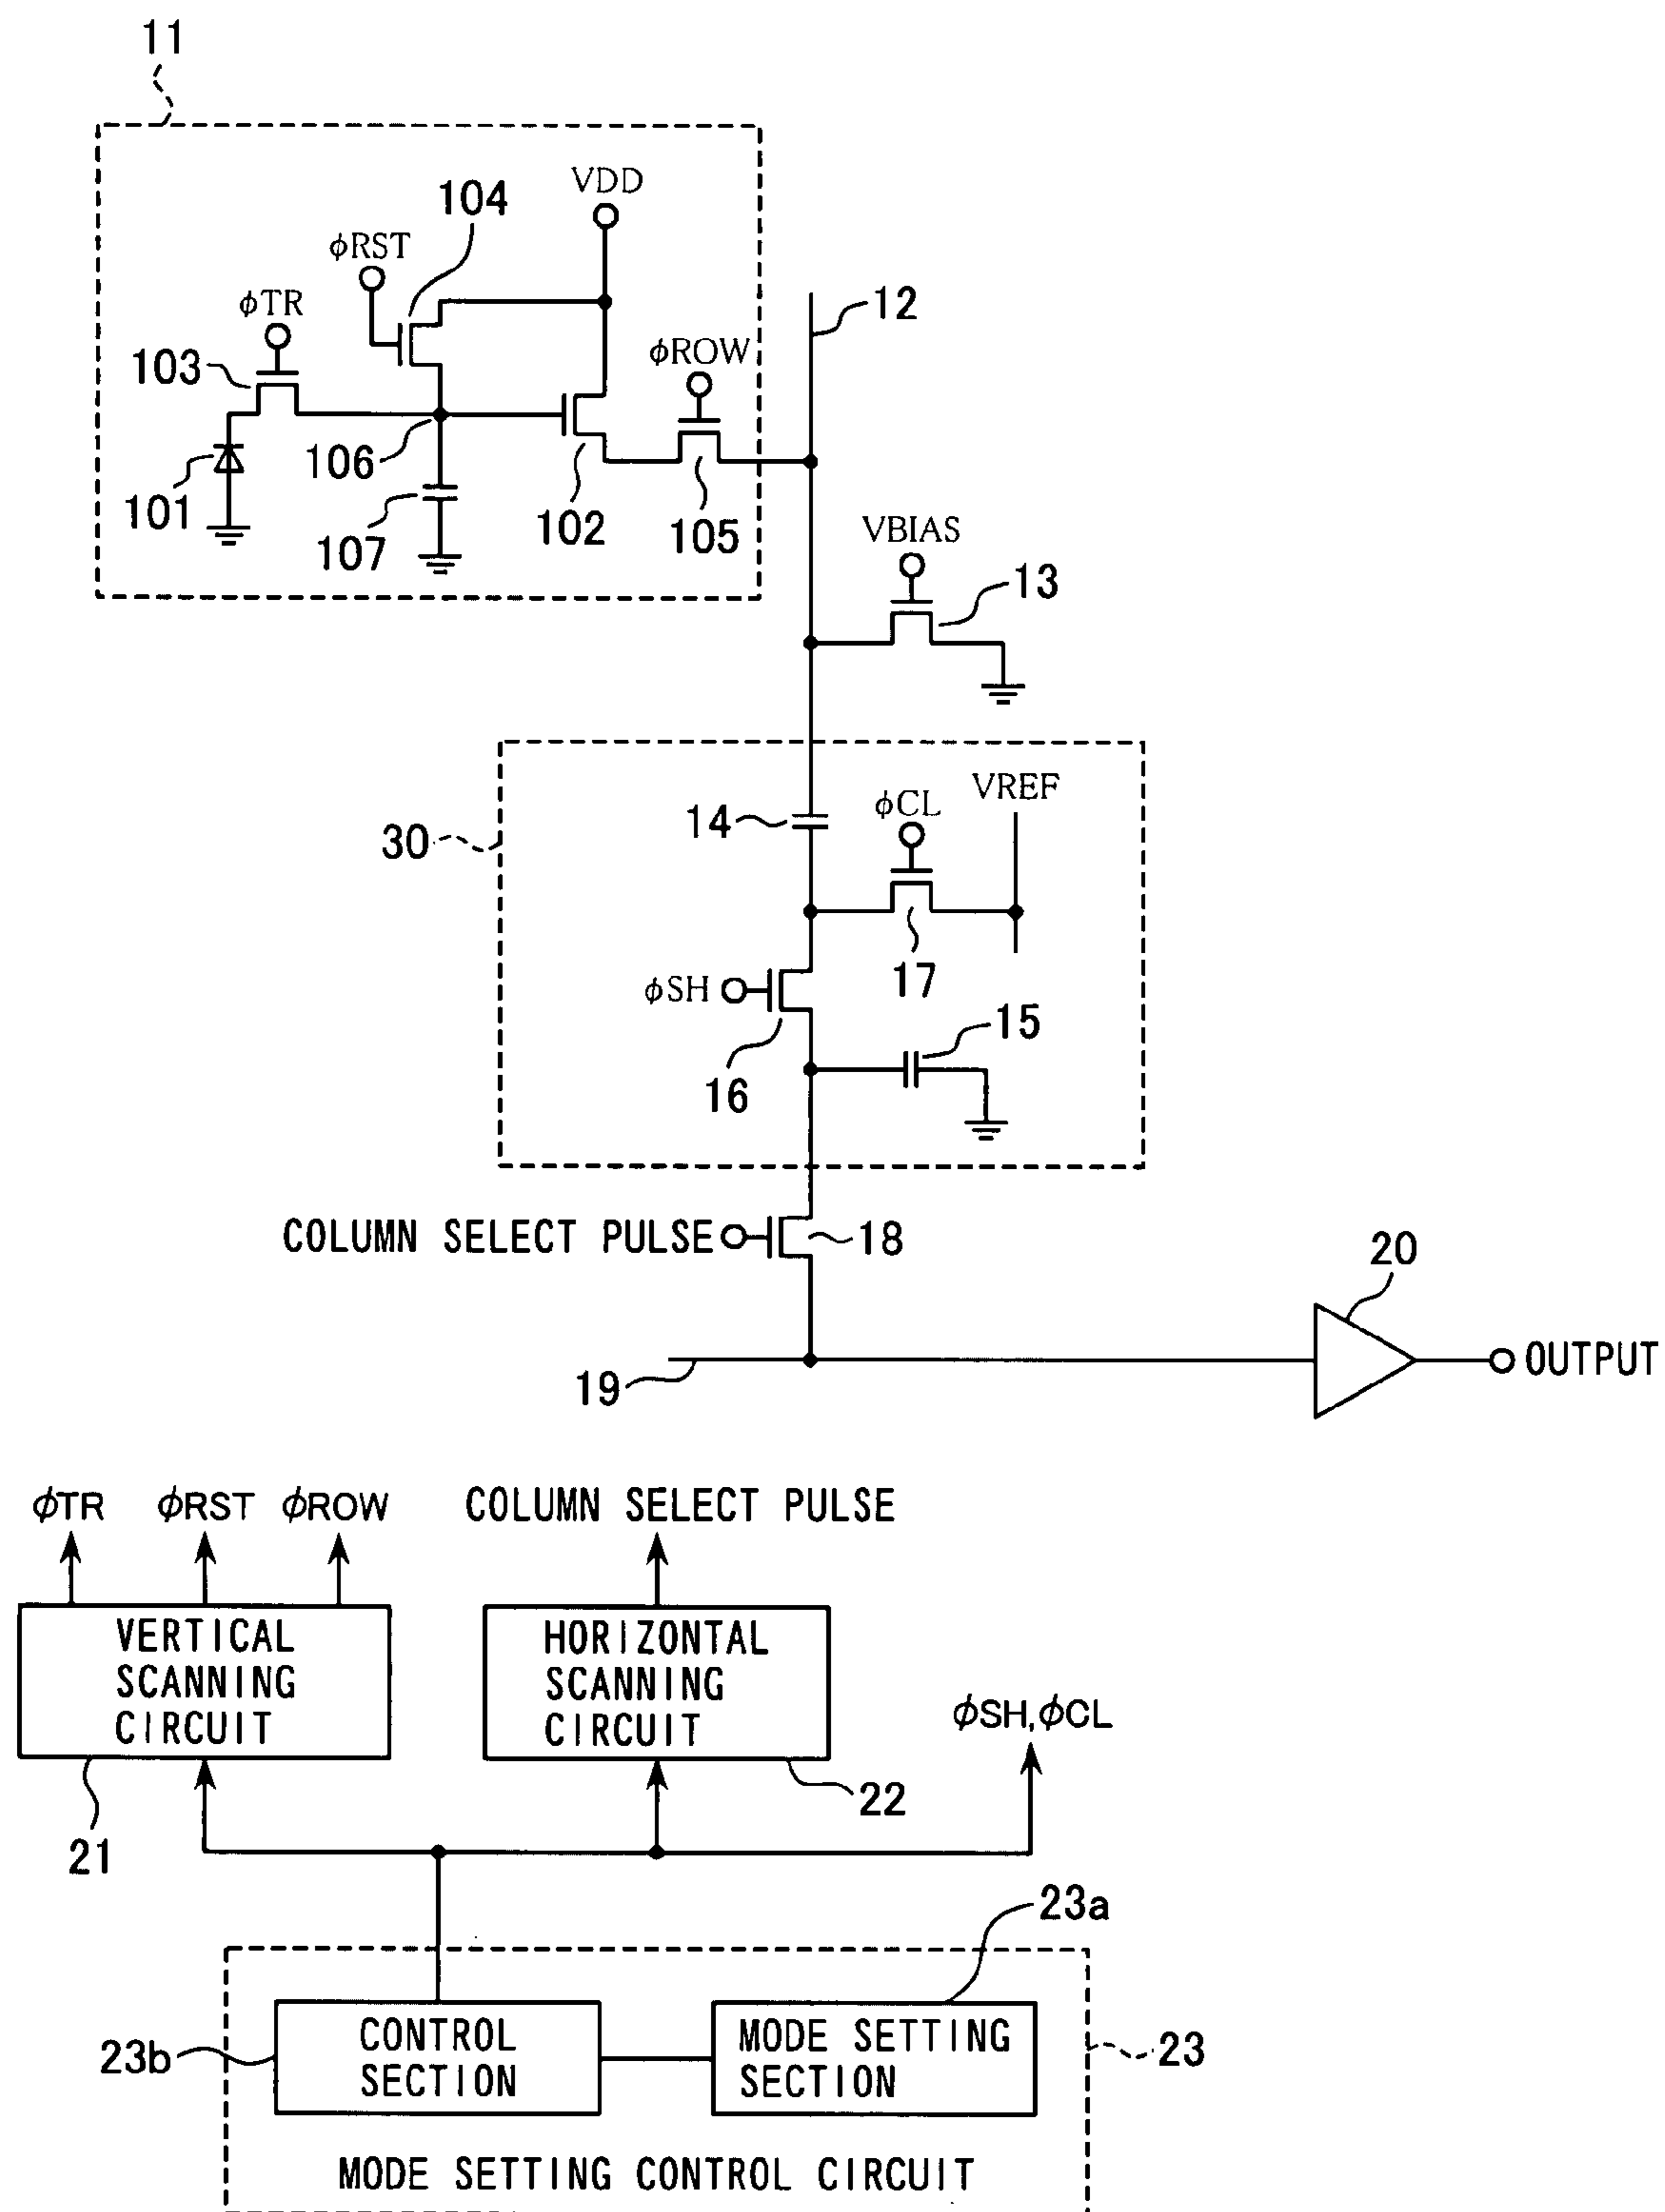 11
VDD
104
φRST
φTR
103
φROW
12
106
101
107
102
105
VBIAS
13
VREF
φCL
14
30
17
φSH
15
16
COLUMN SELECT PULSE
18
20
OUTPUT
19
φTR
φRST
φROW
COLUMN SELECT PULSE
VERTICAL
SCANNING
CIRCUIT
HORIZONTAL
SCANNING
CIRCUIT
φSH,φCL
21
22
23a
CONTROL
SECTION
MODE SETTING
SECTION
23b
23
MODE SETTING CONTROL CIRCUIT